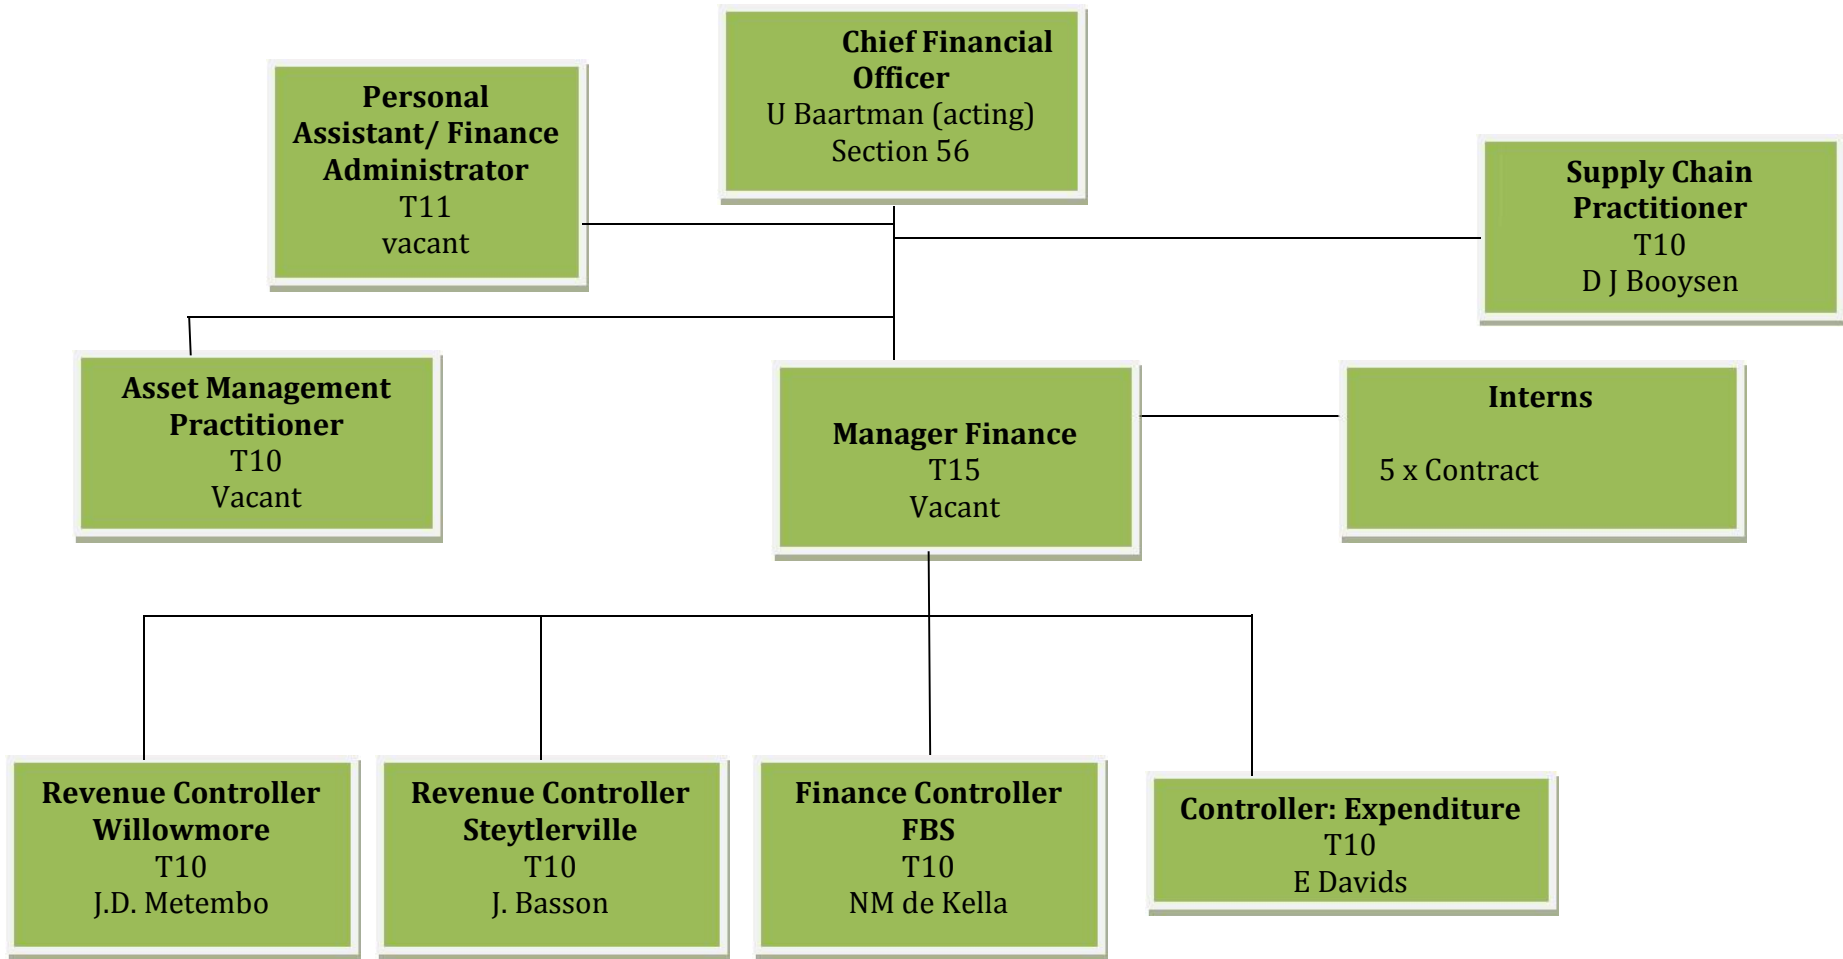 Chief Financial
Officer
U Baartman (acting)
Section 56
Personal
Assistant/ Finance
Administrator
T11
vacant
Supply Chain
Practitioner
T10
D J Booysen
Asset Management
Practitioner
T10
Vacant
Manager Finance
T15
Vacant
Interns
5 x Contract
Revenue Controller
Willowmore
T10
J.D. Metembo
Revenue Controller
Steytlerville
T10
J. Basson
Finance Controller
FBS
T10
NM de Kella
Controller: Expenditure
T10
E Davids